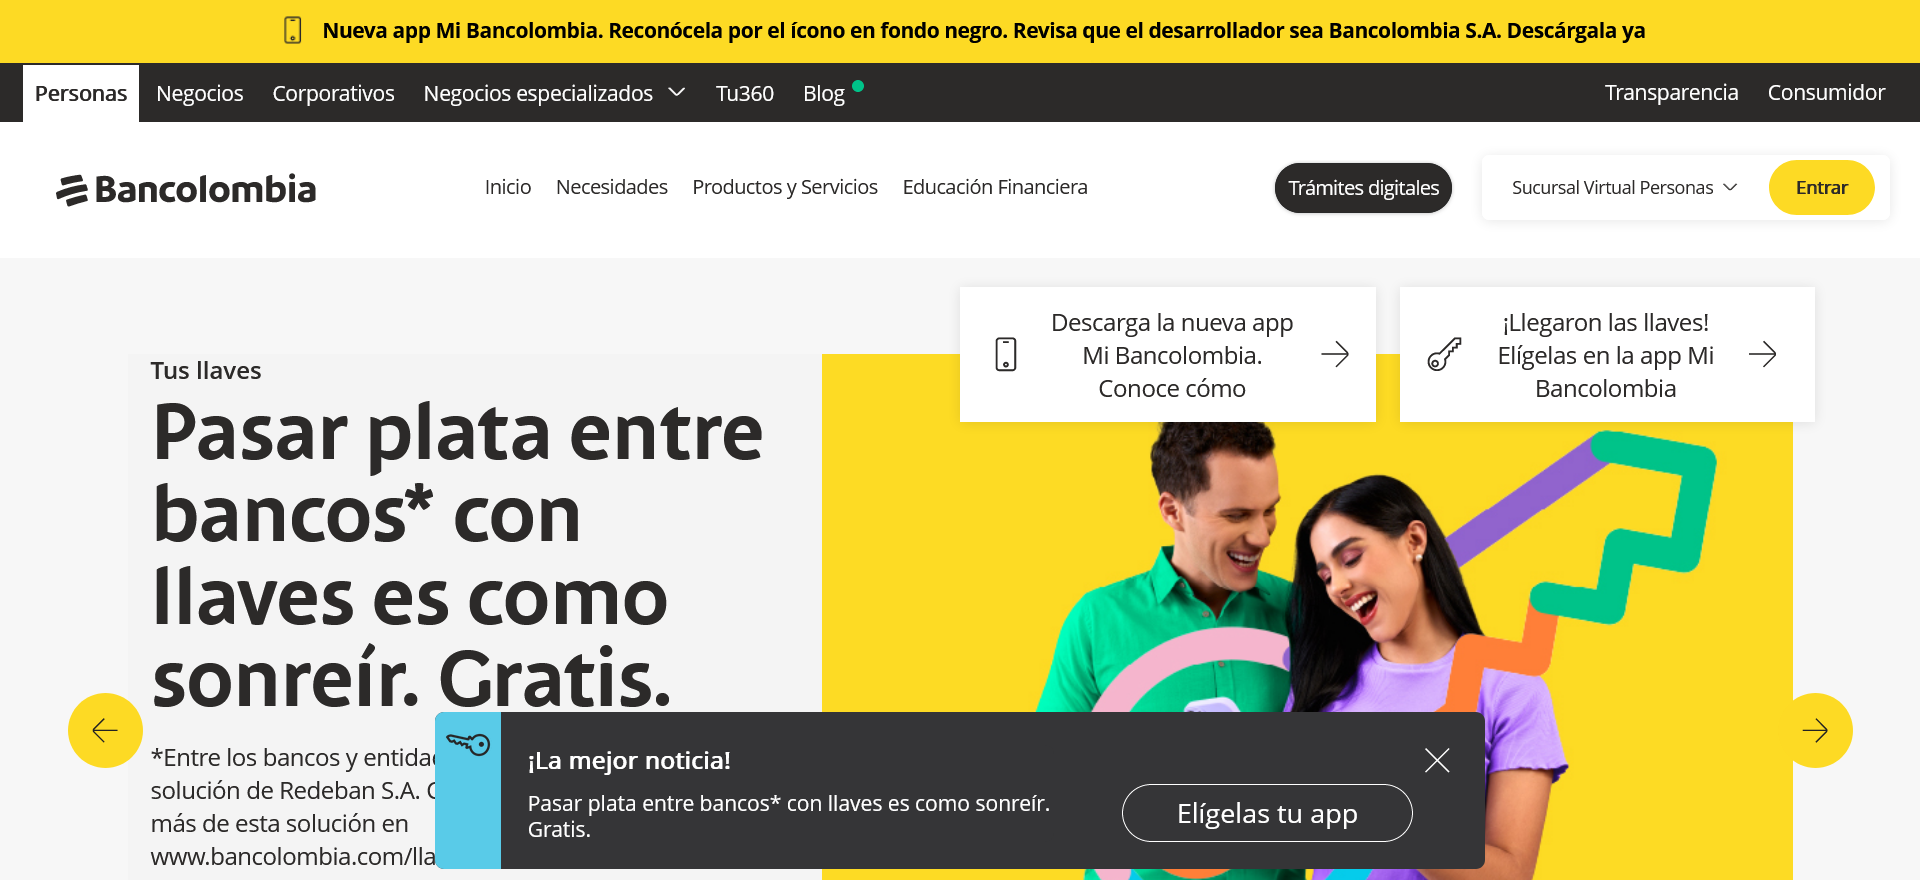 Nueva app Mi Bancolombia. Reconócela por el ícono en fondo negro. Revisa que el desarrollador sea Bancolombia S.A. Descárgala ya
Personas Negocios Corporativos Negocios especializados Tu360 Blog Transparencia Consumidor
Bancolombia Inicio Necesidades Productos y Servicios Educación Financiera Trámites digitales Sucursal Virtual Personas Entrar
Descarga la nueva app
Mi Bancolombia.
Conoce cómo
¡Llegaron las llaves!
Elígelas en la app Mi
Bancolombia
Tus llaves
Pasar plata entre
bancos* con
llaves es como
sonreír. Gratis.
*Entre los bancos y entidad
solución de Redeban S.A. C
más de esta solución en
www.bancolombia.com/lla
¡La mejor noticia!
Pasar plata entre bancos* con llaves es como sonreír.
Gratis.
Elígelas tu app